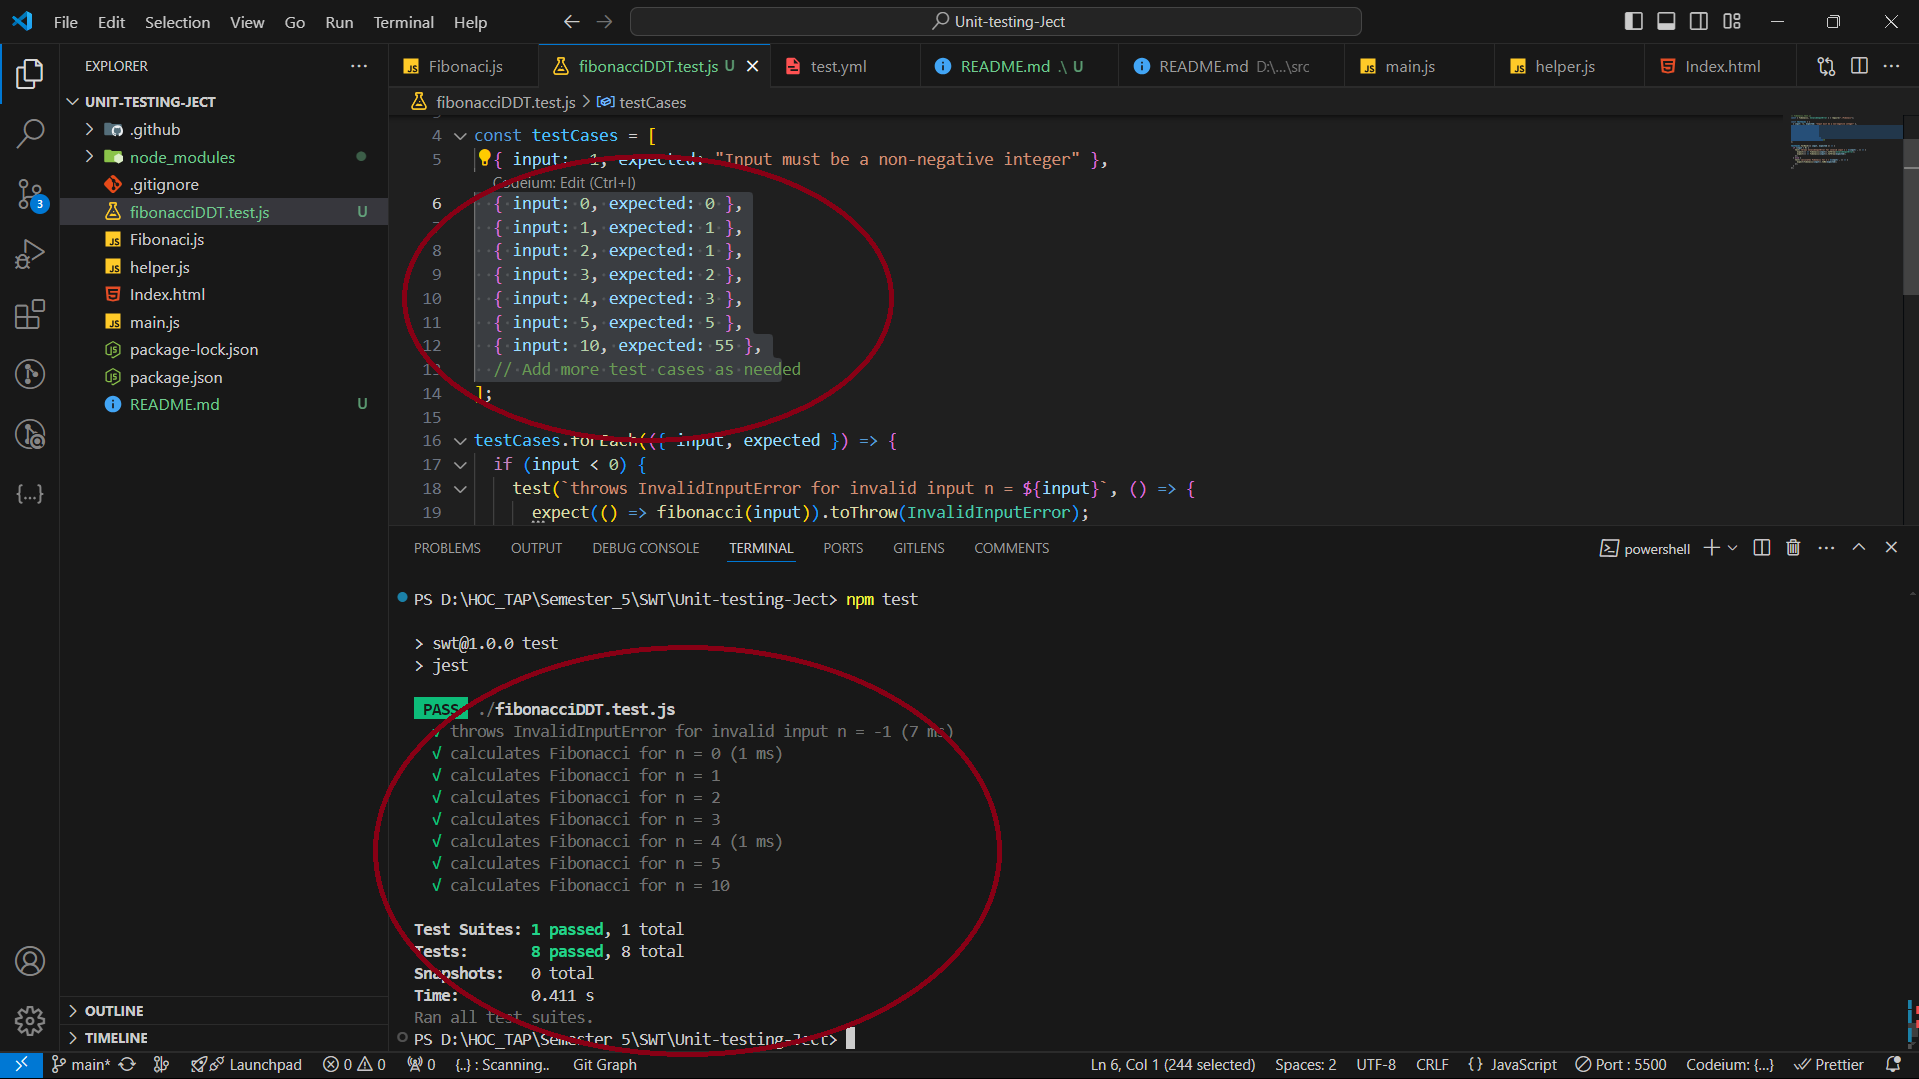 File Edit Selection View Go Run Terminal Help
Unit-testing-Ject
EXPLORER
UNIT-TESTING-JECT
.github
node_modules
.gitignore
fibonacciDDT.test.js U
Fibonaci.js
helper.js
Index.html
main.js
package-lock.json
package.json
README.md U
OUTLINE
TIMELINE
3
Fibonaci.js fibonacciDDT.test.js U test.yml README.md .\ U README.md D:\...\src main.js helper.js Index.html
fibonacciDDT.test.js > testCases
4 const testCases = [
5 { input: -1, expected: "Input must be a non-negative integer" },
Codeium: Edit (Ctrl+I)
6 { input: 0, expected: 0 },
{ input: 1, expected: 1 },
8 { input: 2, expected: 1 },
9 { input: 3, expected: 2 },
10 { input: 4, expected: 3 },
11 { input: 5, expected: 5 },
12 { input: 10, expected: 55 },
13 // Add more test cases as needed
14 ];
15
16 testCases.forEach(({ input, expected }) => {
17 if (input < 0) {
18 test(`throws InvalidInputError for invalid input n = ${input}`, () => {
19 expect(() => fibonacci(input)).toThrow(InvalidInputError);
PROBLEMS OUTPUT DEBUG CONSOLE TERMINAL PORTS GITLENS COMMENTS
powershell
PS D:\HOC_TAP\Semester_5\SWT\Unit-testing-Ject> npm test
> swt@1.0.0 test
> jest
PASS ./fibonacciDDT.test.js
√ throws InvalidInputError for invalid input n = -1 (7 ms)
√ calculates Fibonacci for n = 0 (1 ms)
√ calculates Fibonacci for n = 1
√ calculates Fibonacci for n = 2
√ calculates Fibonacci for n = 3
√ calculates Fibonacci for n = 4 (1 ms)
√ calculates Fibonacci for n = 5
√ calculates Fibonacci for n = 10
Test Suites: 1 passed, 1 total
Tests: 8 passed, 8 total
Snapshots: 0 total
Time: 0.411 s
Ran all test suites.
PS D:\HOC_TAP\Semester_5\SWT\Unit-testing-Ject>
main* Launchpad 0 0 0 {..} : Scanning.. Git Graph Ln 6, Col 1 (244 selected) Spaces: 2 UTF-8 CRLF {} JavaScript Port : 5500 Codeium: {...} Prettier